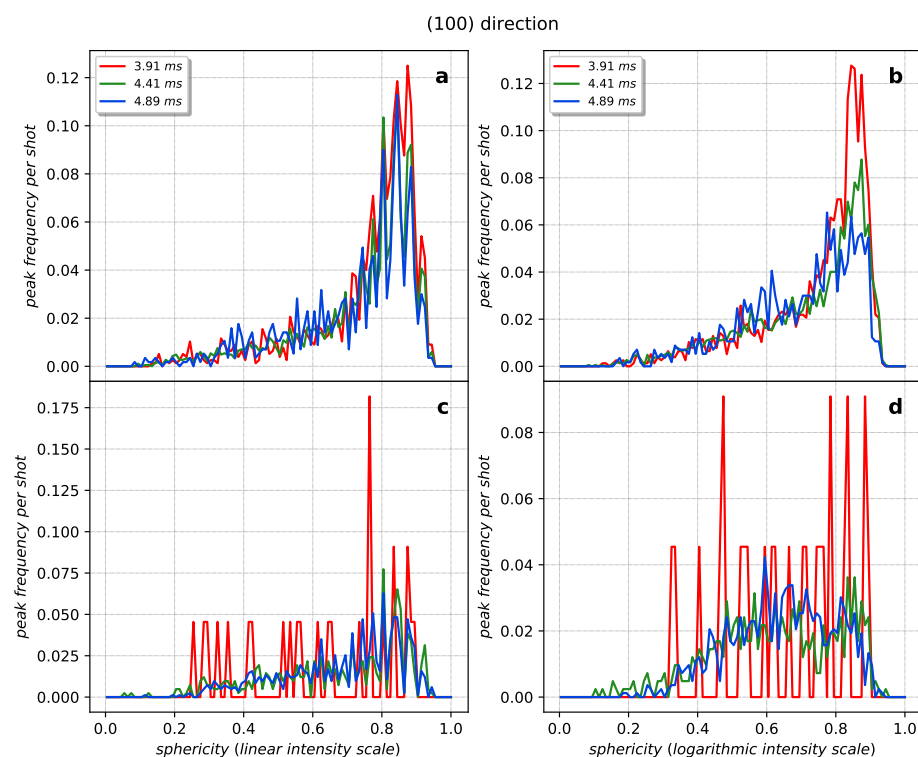 (100) direction
3.91 ms
4.41 ms
4.89 ms
a
0.12
0.10
0.08
0.06
0.04
0.02
0.00
peak frequency per shot
3.91 ms
4.41 ms
4.89 ms
b
0.12
0.10
0.08
0.06
0.04
0.02
0.00
peak frequency per shot
c
0.175
0.150
0.125
0.100
0.075
0.050
0.025
0.000
peak frequency per shot
0.0 0.2 0.4 0.6 0.8 1.0
sphericity (linear intensity scale)
d
0.08
0.06
0.04
0.02
0.00
peak frequency per shot
0.0 0.2 0.4 0.6 0.8 1.0
sphericity (logarithmic intensity scale)